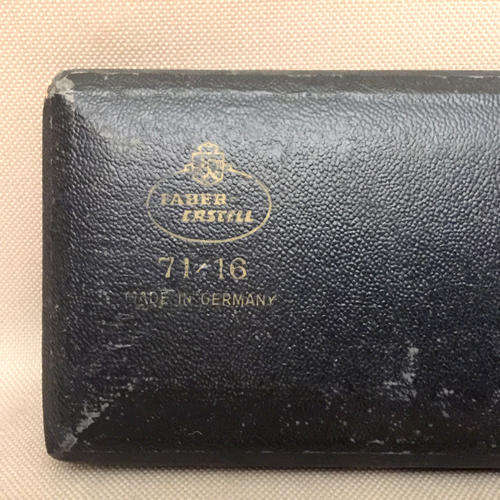 FABER
CASTELL
71-16
MADE IN GERMANY